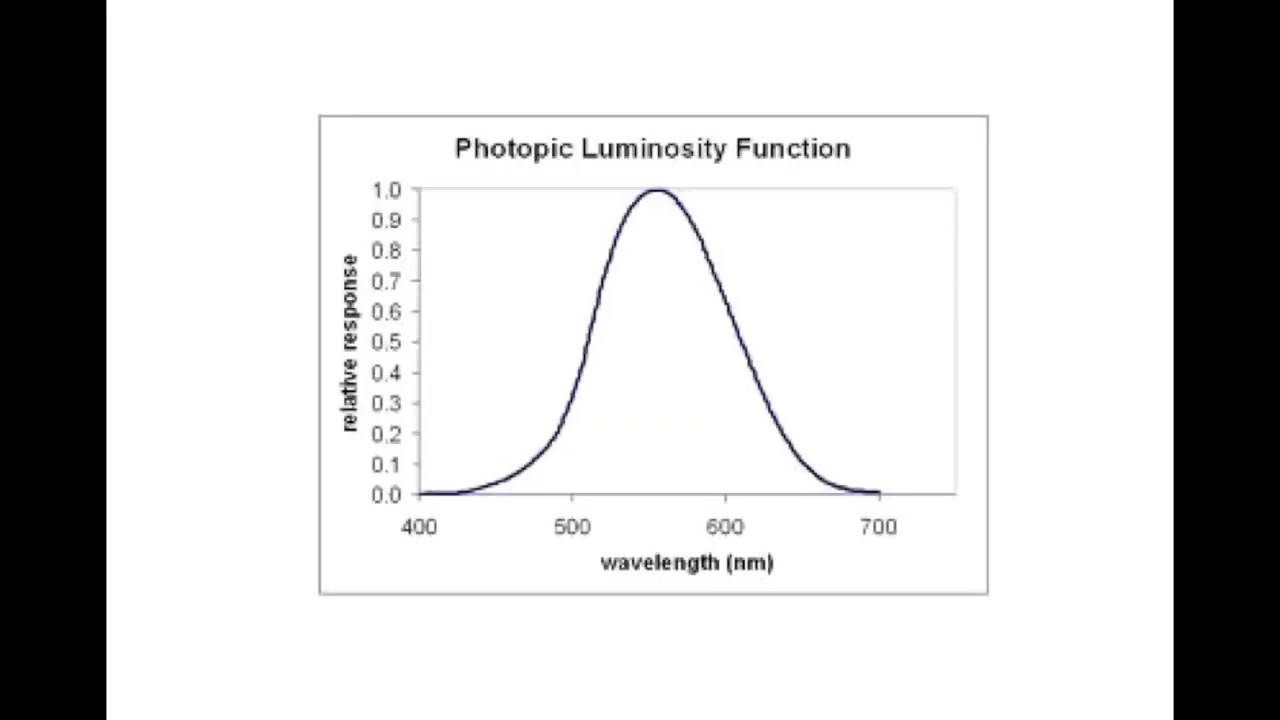 Photopic Luminosity Function
1.0
0.9
0.8
0.7
0.6
0.5
0.4
0.3
0.2
0.1
0.0
relative response
400 500 600 700
wavelength (nm)